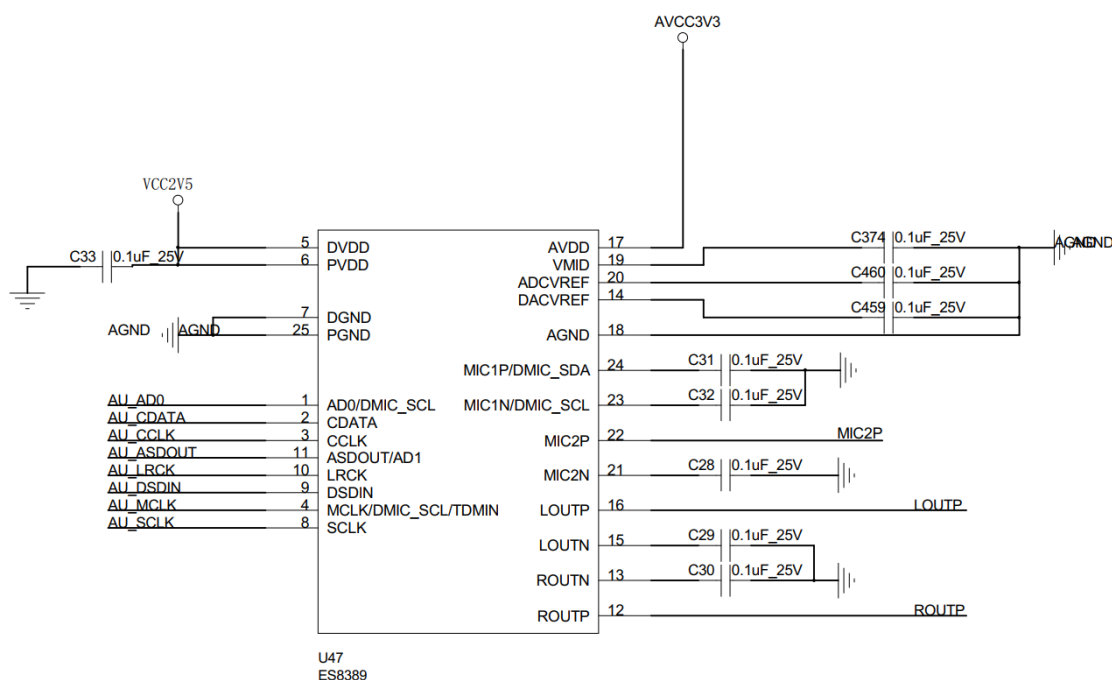 AVCC3V3
VCC2V5
C33 0.1uF_25V
5 DVDD
6 PVDD
7 DGND
25 PGND
AGND AGND
AU_AD0 1 AD0/DMIC_SCL
AU_CDATA 2 CDATA
AU_CCLK 3 CCLK
AU_ASDOUT 11 ASDOUT/AD1
AU_LRCK 10 LRCK
AU_DSDIN 9 DSDIN
AU_MCLK 4 MCLK/DMIC_SCL/TDMIN
AU_SCLK 8 SCLK
AVDD 17
VMID 19 C374 0.1uF_25V AGND AGND
ADCVREF 20 C460 0.1uF_25V
DACVREF 14 C459 0.1uF_25V
AGND 18
MIC1P/DMIC_SDA 24 C31 0.1uF_25V
MIC1N/DMIC_SCL 23 C32 0.1uF_25V
MIC2P 22 MIC2P
MIC2N 21 C28 0.1uF_25V
LOUTP 16 LOUTP
LOUTN 15 C29 0.1uF_25V
ROUTN 13 C30 0.1uF_25V
ROUTP 12 ROUTP
U47
ES8389